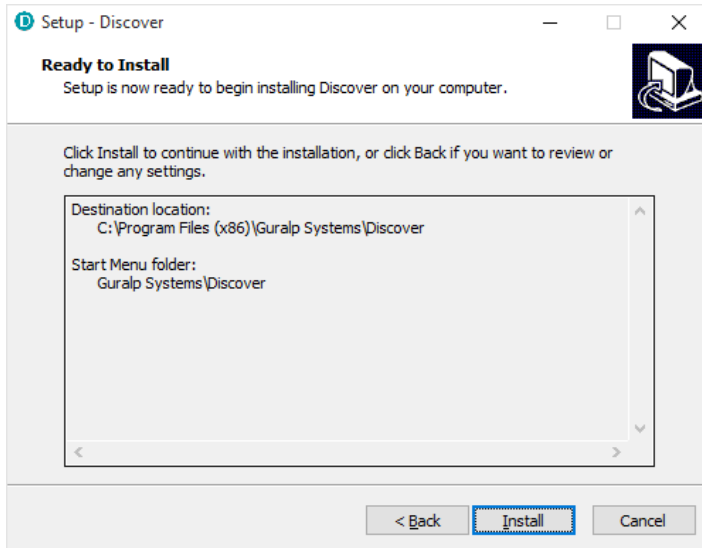 Setup - Discover
Ready to Install
Setup is now ready to begin installing Discover on your computer.
Click Install to continue with the installation, or click Back if you want to review or
change any settings.
Destination location:
C:\Program Files (x86)\Guralp Systems\Discover
Start Menu folder:
Guralp Systems\Discover
< Back
Install
Cancel